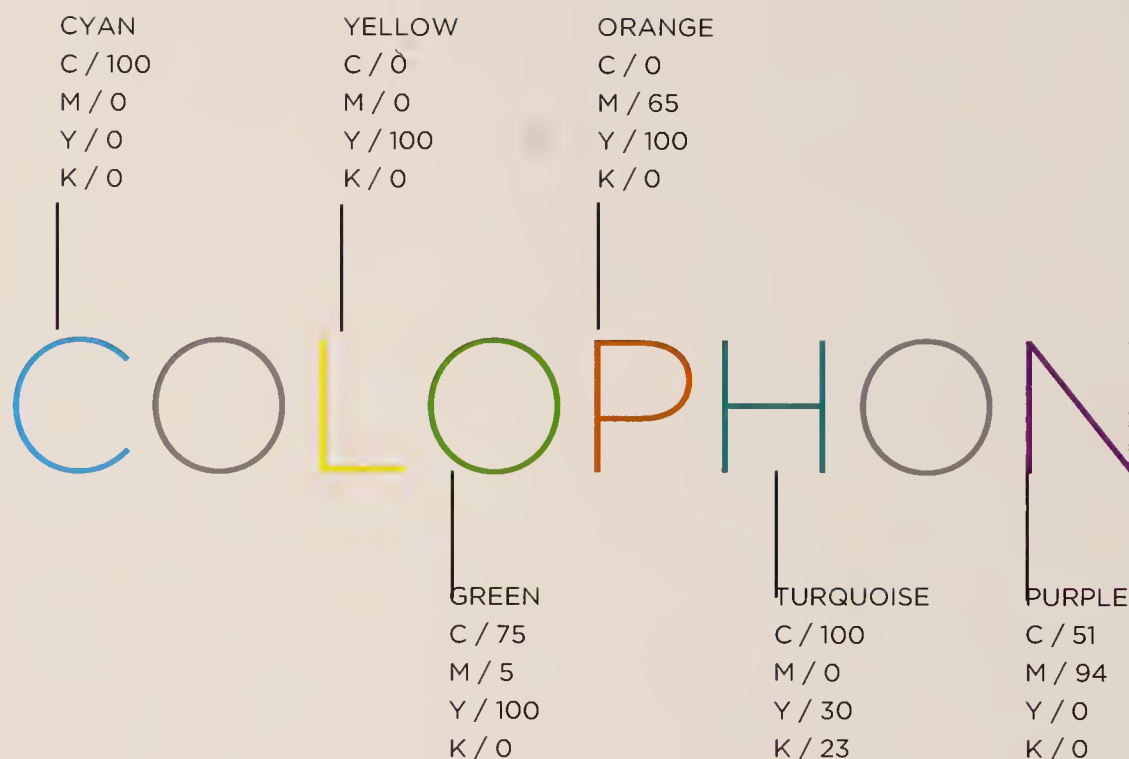 CYAN
C / 100
M / 0
Y / 0
K / 0
YELLOW
C / 0
M / 0
Y / 100
K / 0
ORANGE
C / 0
M / 65
Y / 100
K / 0
COLOPHON
GREEN
C / 75
M / 5
Y / 100
K / 0
TURQUOISE
C / 100
M / 0
Y / 30
K / 23
PURPLE
C / 51
M / 94
Y / 0
K / 0